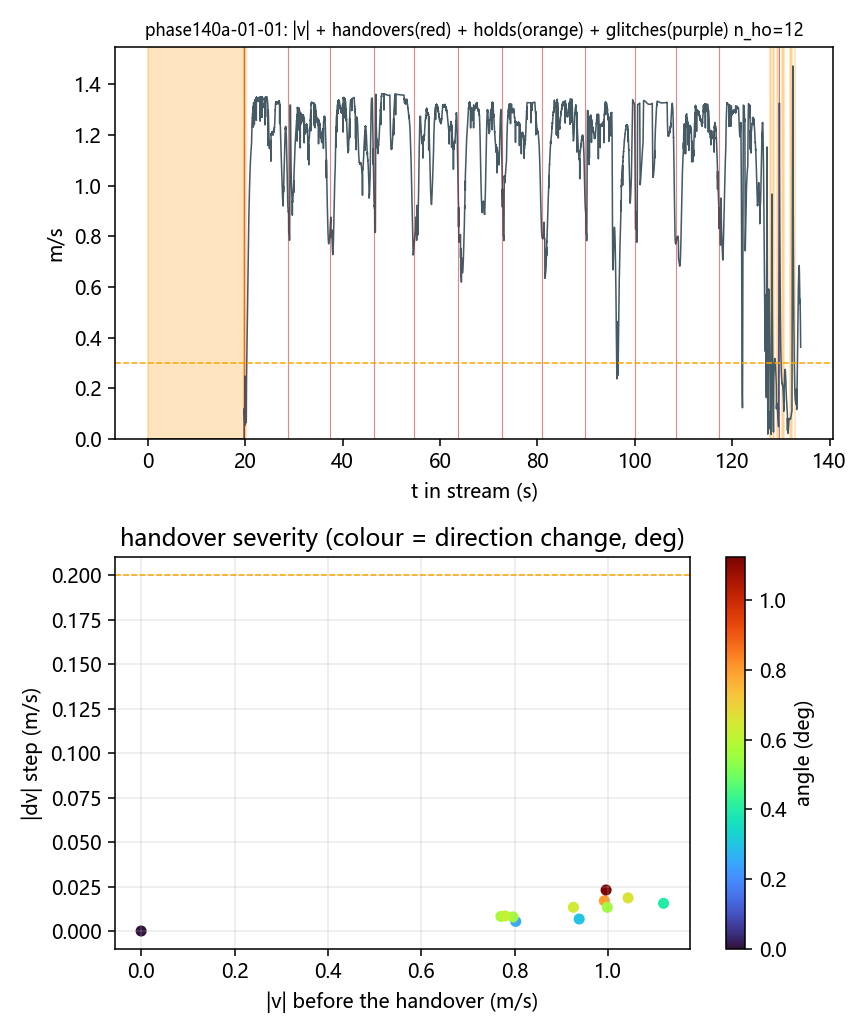 phase140a-01-01: |v| + handovers(red) + holds(orange) + glitches(purple) n_ho=12
1.4
1.2
1.0
0.8
0.6
0.4
0.2
0.0
m/s
0 20 40 60 80 100 120 140
t in stream (s)
handover severity (colour = direction change, deg)
0.200
0.175
0.150
0.125
0.100
0.075
0.050
0.025
0.000
|dv| step (m/s)
0.0 0.2 0.4 0.6 0.8 1.0
|v| before the handover (m/s)
1.0
0.8
0.6
0.4
0.2
0.0
angle (deg)